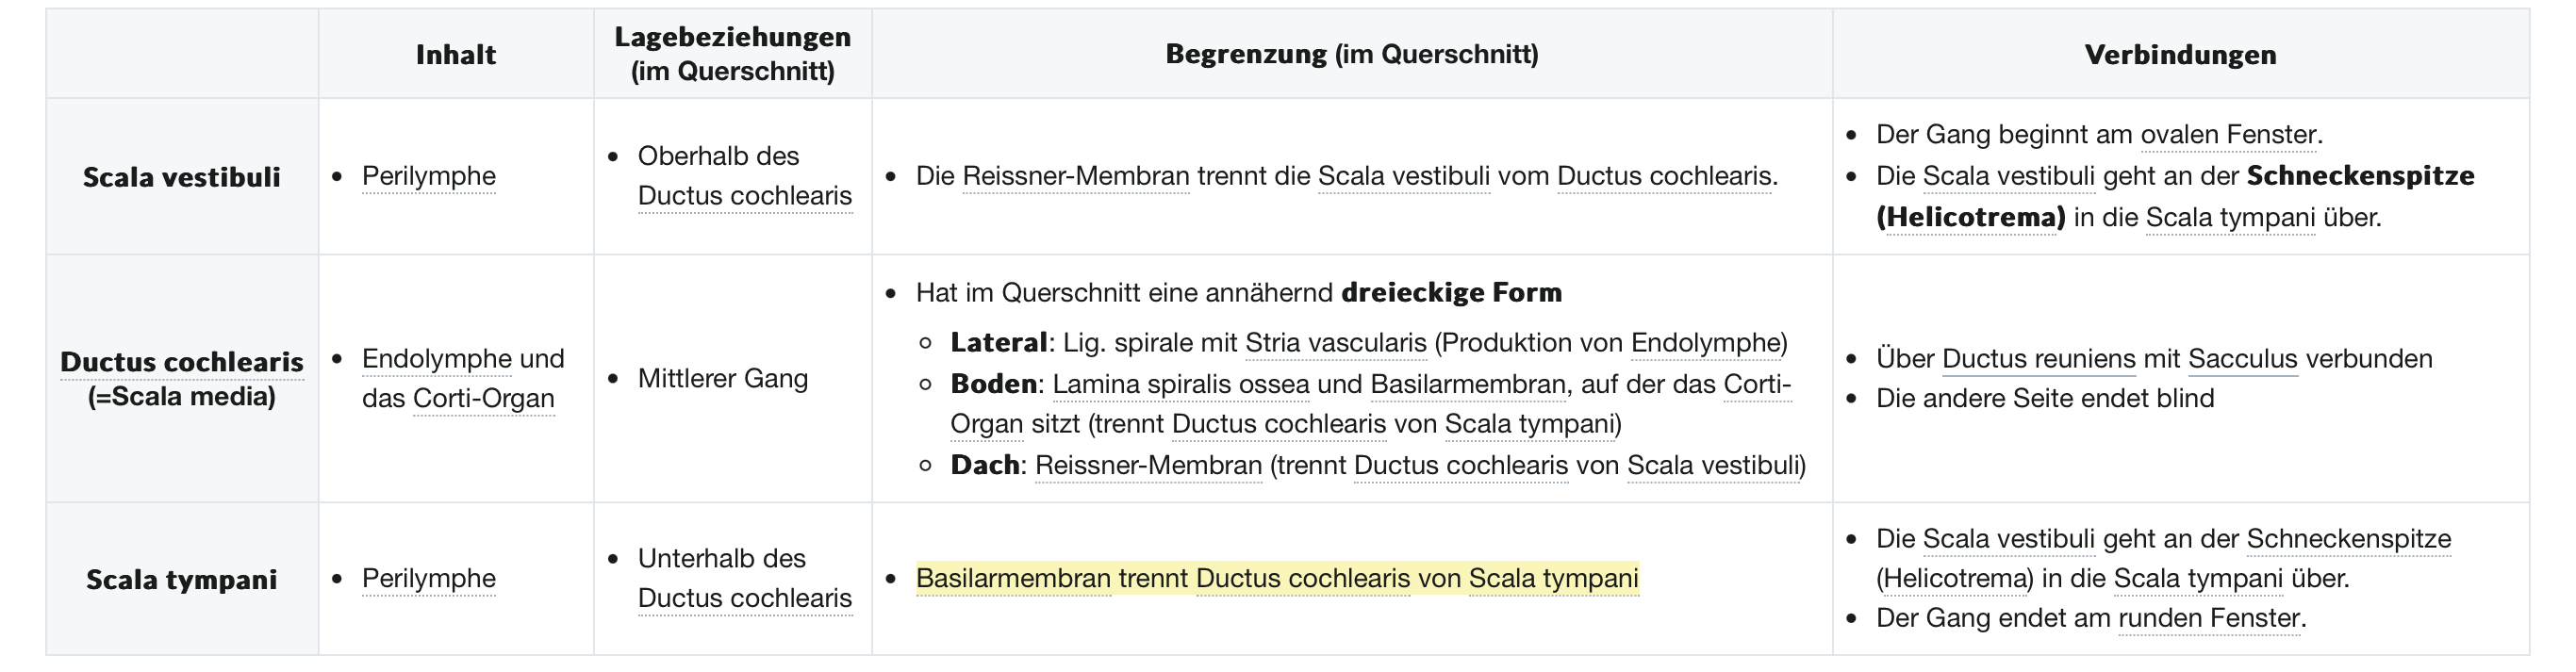 Inhalt
Lagebeziehungen
(im Querschnitt)
Begrenzung (im Querschnitt)
Verbindungen
Scala vestibuli
• Perilymphe
• Oberhalb des
Ductus cochlearis
• Die Reissner-Membran trennt die Scala vestibuli vom Ductus cochlearis.
• Der Gang beginnt am ovalen Fenster.
• Die Scala vestibuli geht an der Schneckenspitze
(Helicotrema) in die Scala tympani über.
Ductus cochlearis
(=Scala media)
• Endolymphe und
das Corti-Organ
• Mittlerer Gang
• Hat im Querschnitt eine annähernd dreieckige Form
○ Lateral: Lig. spirale mit Stria vascularis (Produktion von Endolymphe)
○ Boden: Lamina spiralis ossea und Basilarmembran, auf der das Corti-
Organ sitzt (trennt Ductus cochlearis von Scala tympani)
○ Dach: Reissner-Membran (trennt Ductus cochlearis von Scala vestibuli)
• Über Ductus reuniens mit Sacculus verbunden
• Die andere Seite endet blind
Scala tympani
• Perilymphe
• Unterhalb des
Ductus cochlearis
• Basilarmembran trennt Ductus cochlearis von Scala tympani
• Die Scala vestibuli geht an der Schneckenspitze
(Helicotrema) in die Scala tympani über.
• Der Gang endet am runden Fenster.